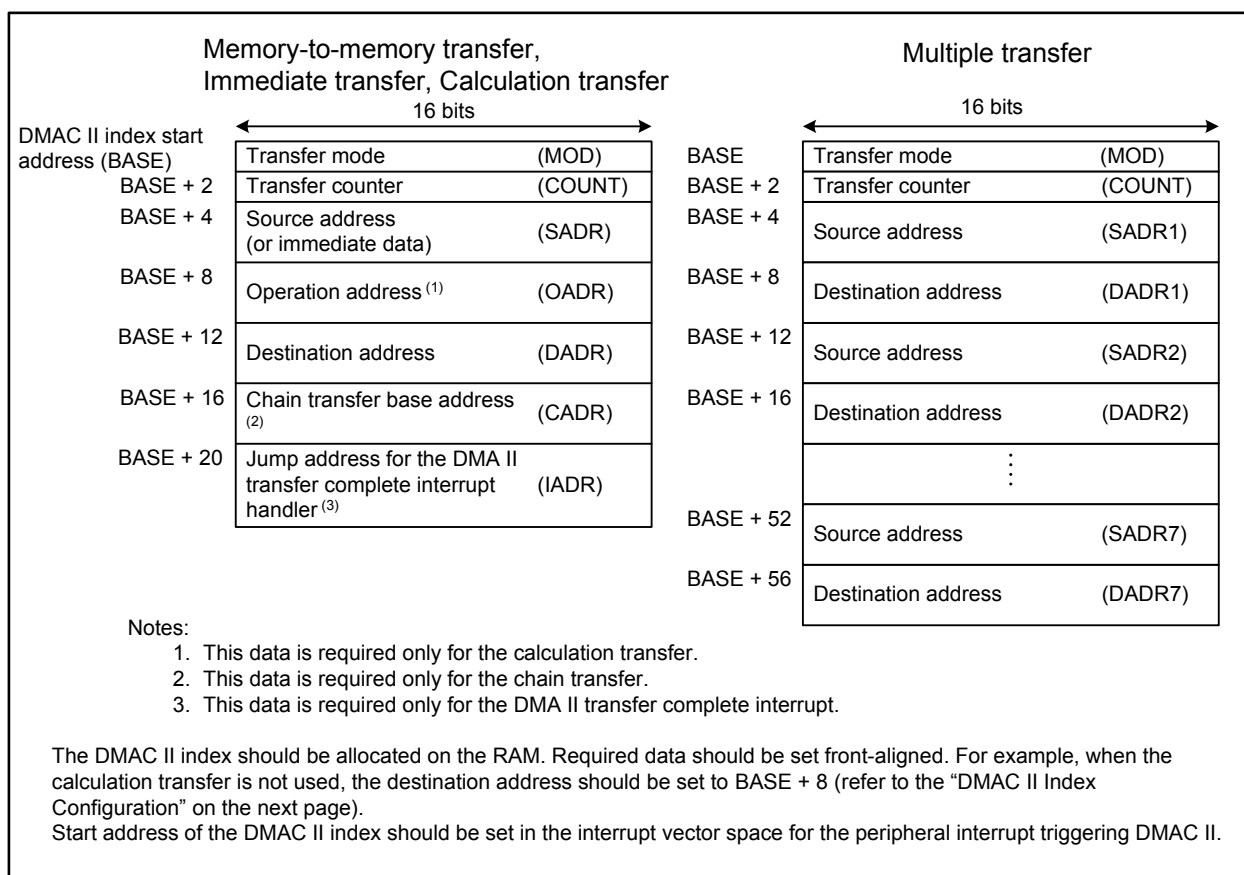 Memory-to-memory transfer,
Immediate transfer, Calculation transfer
16 bits
DMAC II index start
address (BASE)
Transfer mode (MOD)
BASE + 2 Transfer counter (COUNT)
BASE + 4 Source address
(or immediate data) (SADR)
BASE + 8 Operation address (1) (OADR)
BASE + 12 Destination address (DADR)
BASE + 16 Chain transfer base address
(2) (CADR)
BASE + 20 Jump address for the DMA II
transfer complete interrupt (IADR)
handler (3)
Multiple transfer
16 bits
BASE Transfer mode (MOD)
BASE + 2 Transfer counter (COUNT)
BASE + 4 Source address (SADR1)
BASE + 8 Destination address (DADR1)
BASE + 12 Source address (SADR2)
BASE + 16 Destination address (DADR2)
BASE + 52 Source address (SADR7)
BASE + 56 Destination address (DADR7)
Notes:
1. This data is required only for the calculation transfer.
2. This data is required only for the chain transfer.
3. This data is required only for the DMA II transfer complete interrupt.
The DMAC II index should be allocated on the RAM. Required data should be set front-aligned. For example, when the
calculation transfer is not used, the destination address should be set to BASE + 8 (refer to the “DMAC II Index
Configuration” on the next page).
Start address of the DMAC II index should be set in the interrupt vector space for the peripheral interrupt triggering DMAC II.